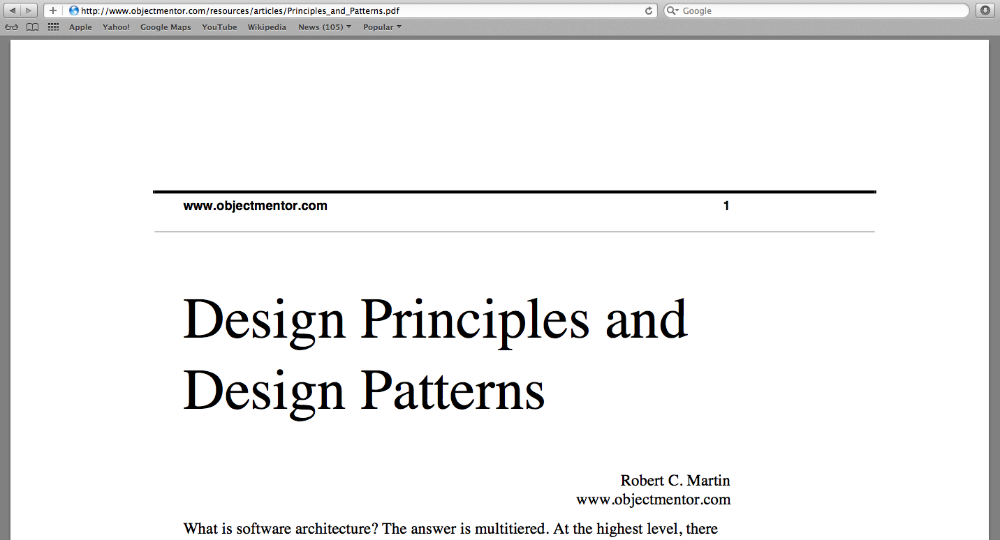 http://www.objectmentor.com/resources/articles/Principles_and_Patterns.pdf
Google
Apple Yahoo! Google Maps YouTube Wikipedia News (105) Popular
www.objectmentor.com 1
Design Principles and
Design Patterns
Robert C. Martin
www.objectmentor.com
What is software architecture? The answer is multitiered. At the highest level, there